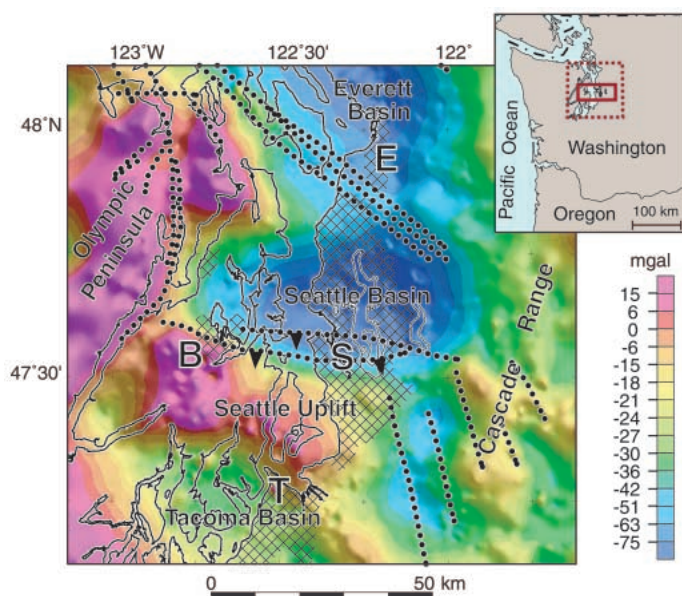 123°W
122°30'
122°
48°N
47°30'
Everett
Basin
E
Olympic
Peninsula
Seattle Basin
B
S
Seattle Uplift
T
Tacoma Basin
Cascade Range
0
50 km
Pacific Ocean
Washington
Oregon
100 km
mgal
15
6
0
-6
-15
-18
-21
-24
-27
-30
-36
-42
-51
-63
-75